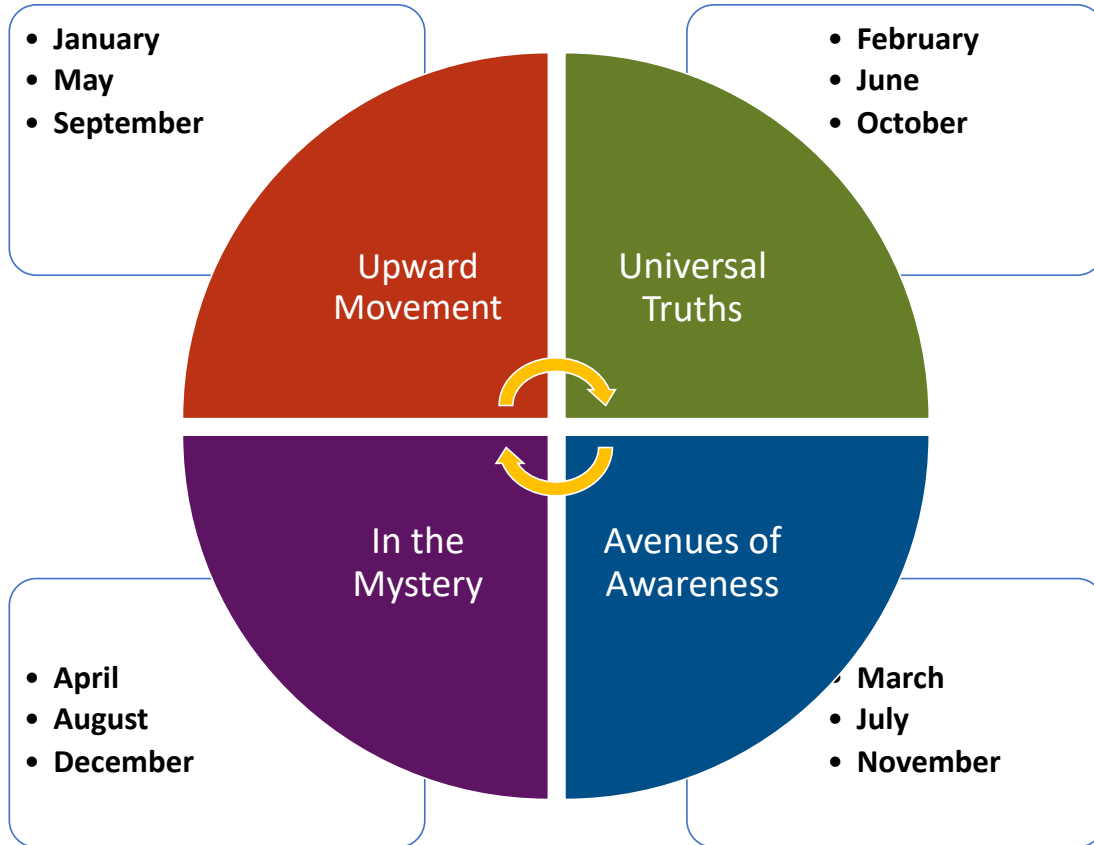 • January
• May
• September
• February
• June
• October
Upward
Movement
Universal
Truths
In the
Mystery
Avenues of
Awareness
• April
• August
• December
• March
• July
• November